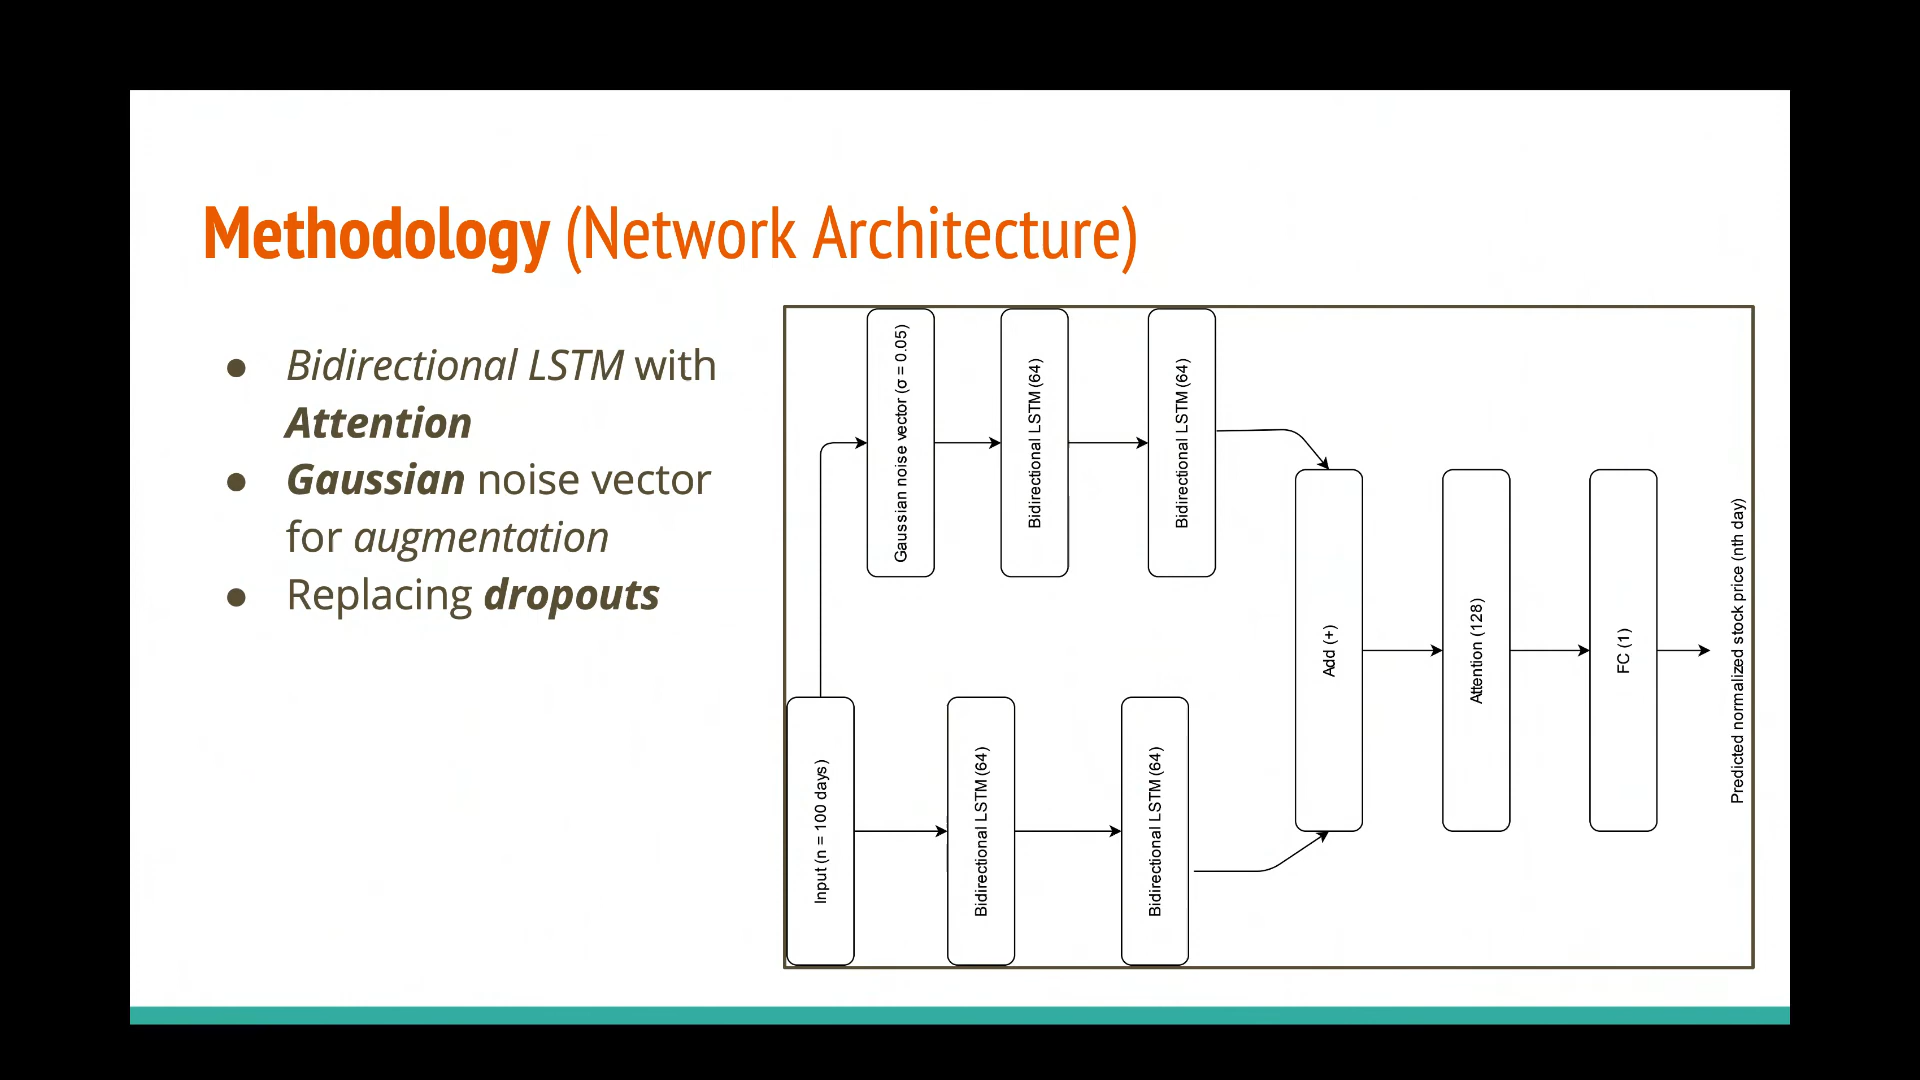 Methodology (Network Architecture)
● Bidirectional LSTM with
Attention
● Gaussian noise vector
for augmentation
● Replacing dropouts
Gaussian noise vector (σ = 0.05)
Bidirectional LSTM (64)
Bidirectional LSTM (64)
Input (n = 100 days)
Bidirectional LSTM (64)
Bidirectional LSTM (64)
Add (+)
Attention (128)
FC (1)
Predicted normalized stock price (nth day)